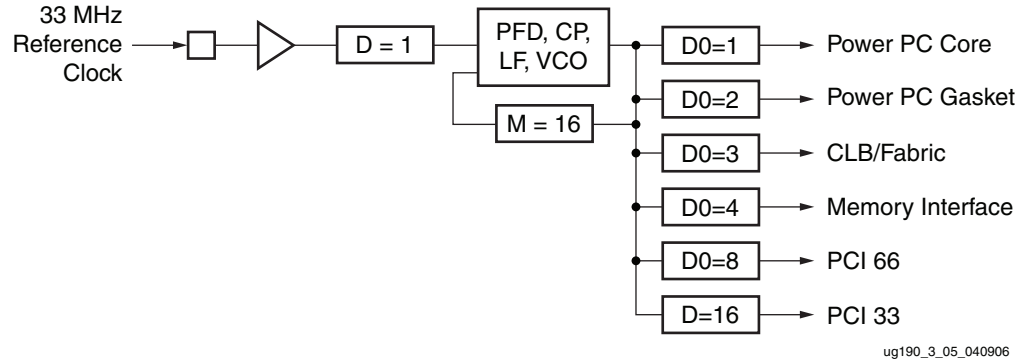 33 MHz
Reference
Clock
D = 1
PFD, CP,
LF, VCO
M = 16
D0=1
Power PC Core
D0=2
Power PC Gasket
D0=3
CLB/Fabric
D0=4
Memory Interface
D0=8
PCI 66
D=16
PCI 33
ug190_3_05_040906